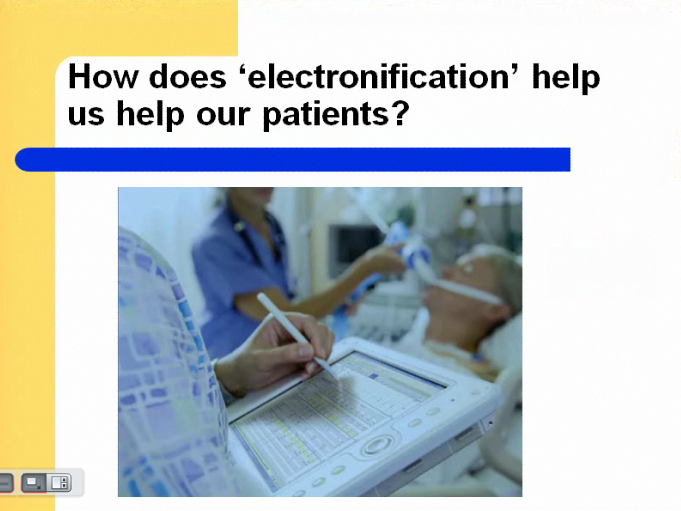 How does ‘electronification’ help
us help our patients?